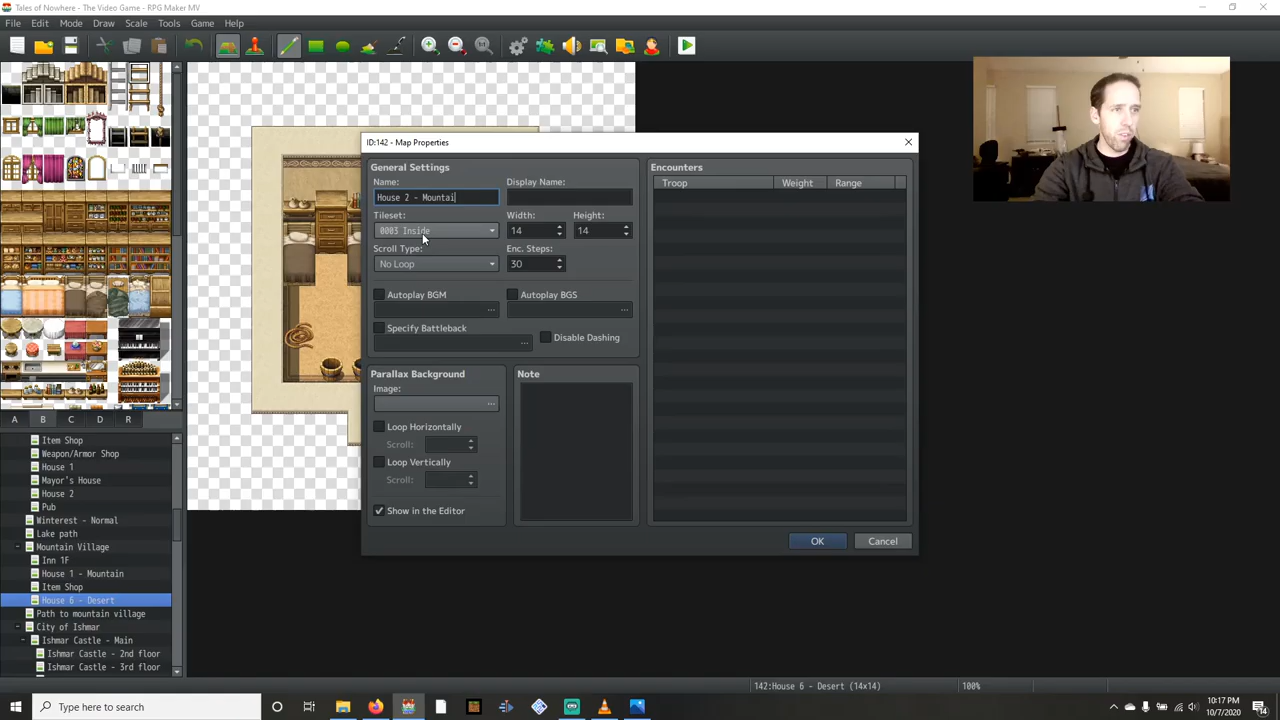 Tales of Nowhere - The Video Game - RPG Maker MV
File Edit Mode Draw Scale Tools Game Help
ID:142 - Map Properties
General Settings
Name:
Display Name:
House 2 - Mountai
Tileset:
Width:
Height:
0003 Inside
14
14
Scroll Type:
Enc. Steps:
No Loop
30
Autoplay BGM
...
Autoplay BGS
...
Specify Battleback
...
Disable Dashing
Parallax Background
Image:
...
Loop Horizontally
Scroll:
Loop Vertically
Scroll:
Show in the Editor
Note
Encounters
Troop Weight Range
OK
Cancel
A B C D R
Item Shop
Weapon/Armor Shop
House 1
Mayor's House
House 2
Pub
Winterest - Normal
Lake path
Mountain Village
Inn 1F
House 1 - Mountain
Item Shop
House 6 - Desert
Path to mountain village
City of Ishmar
Ishmar Castle - Main
Ishmar Castle - 2nd floor
Ishmar Castle - 3rd floor
142:House 6 - Desert (14x14)
100%
Type here to search
10:17 PM
10/7/2020